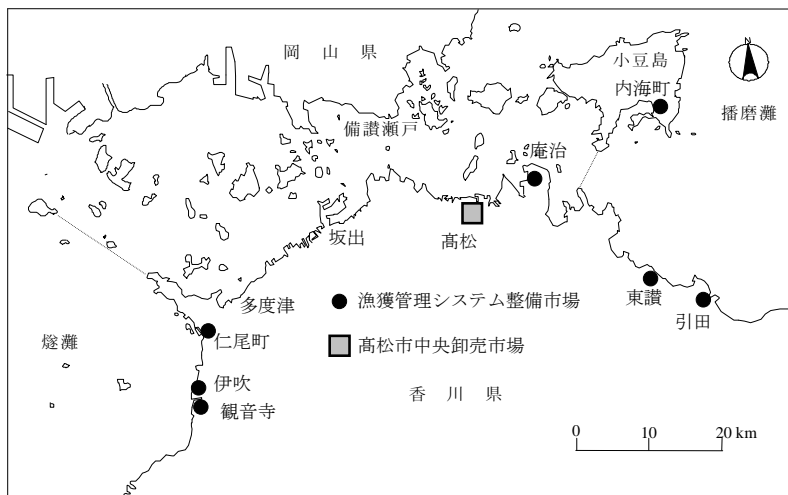 岡 山 県
小豆島
内海町
播磨灘
備讃瀬戸
庵治
坂出
髙松
東讃
引田
多度津
燧灘
仁尾町
伊吹
観音寺
漁獲管理システム整備市場
髙松市中央卸売市場
香 川 県
0 10 20 km